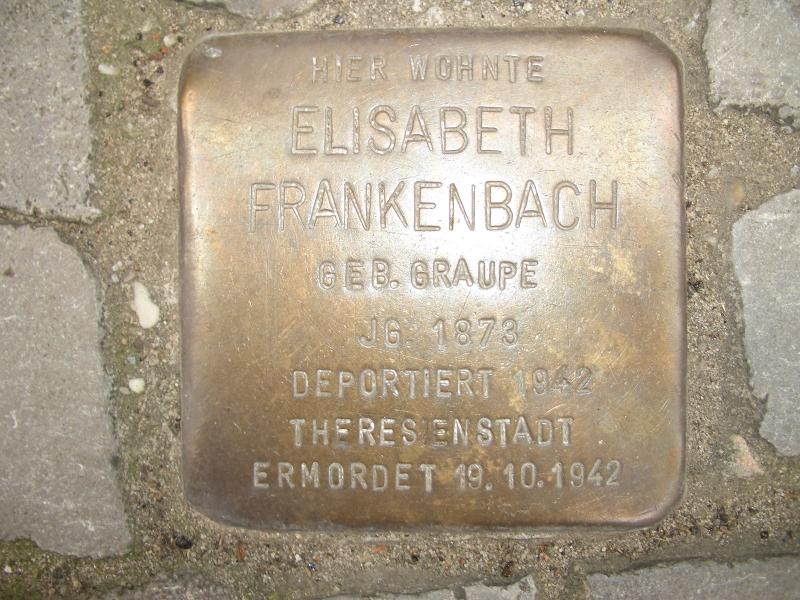 HIER WOHNTE
ELISABETH
FRANKENBACH
GEB. GRAUPE
JG. 1873
DEPORTIERT 1942
THERESIENSTADT
ERMORDET 19.10.1942